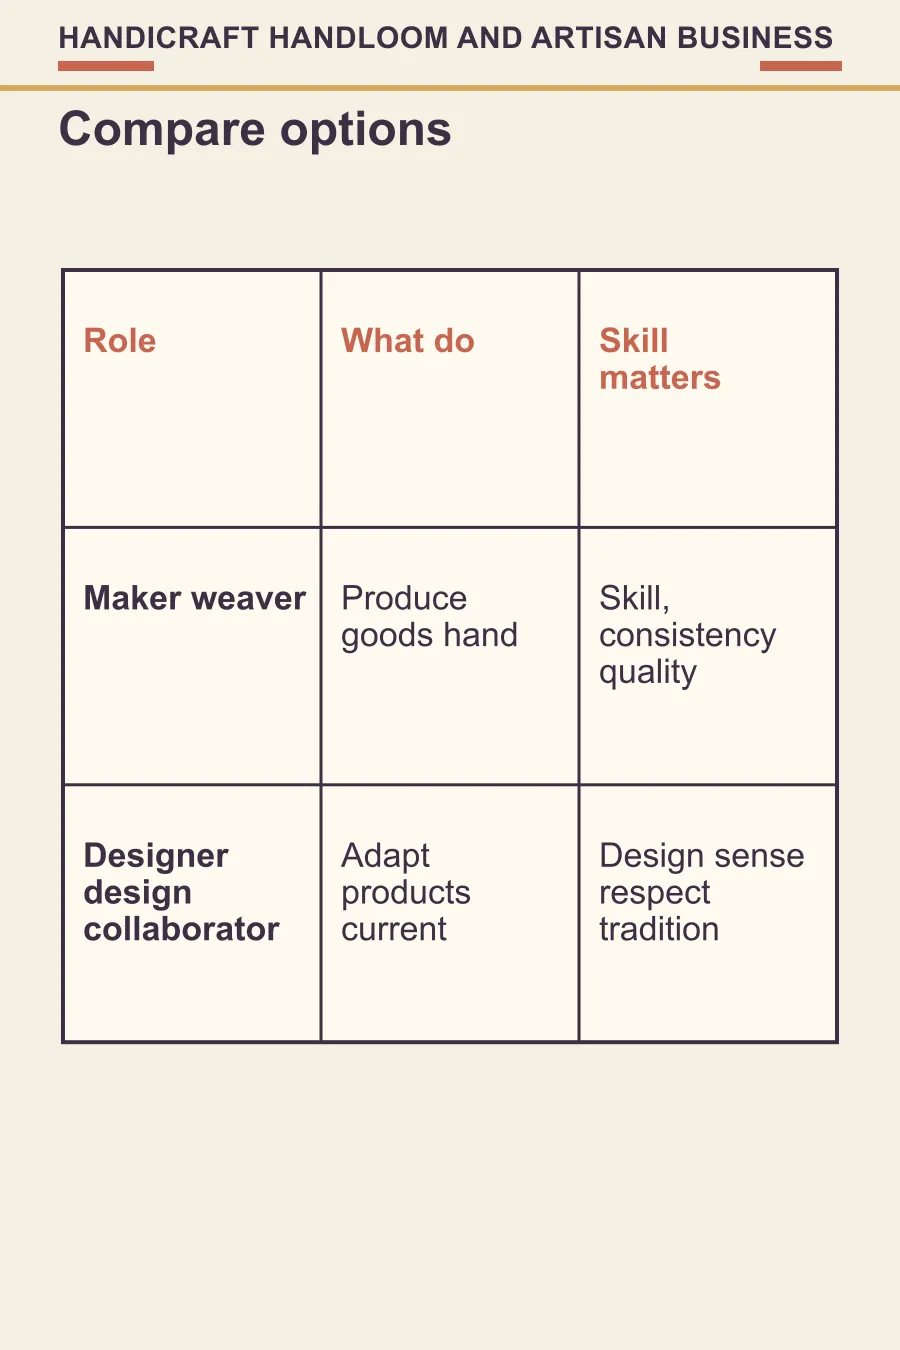 HANDICRAFT HANDLOOM AND ARTISAN BUSINESS
Compare options
Role
What do
Skill
matters
Maker weaver
Produce
goods hand
Skill,
consistency
quality
Designer
design
collaborator
Adapt
products
current
Design sense
respect
tradition